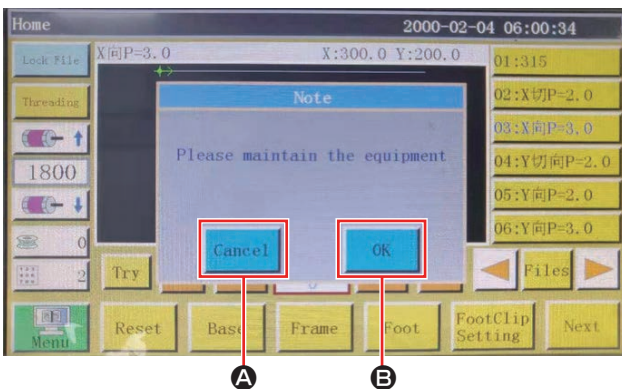 Home 2000-02-04 06:00:34
Lock File
X向P=3.0 X:300.0 Y:200.0
01:315
Threading
Note
02:X切P=2.0
03:X向P=3.0
Please maintain the equipment
04:Y切向P=2.0
1800
05:Y向P=2.0
06:Y向P=3.0
0
Cancel
OK
2
Try
Files
Menu
Reset
Base
Frame
Foot
FootClip
Setting
Next
A
B